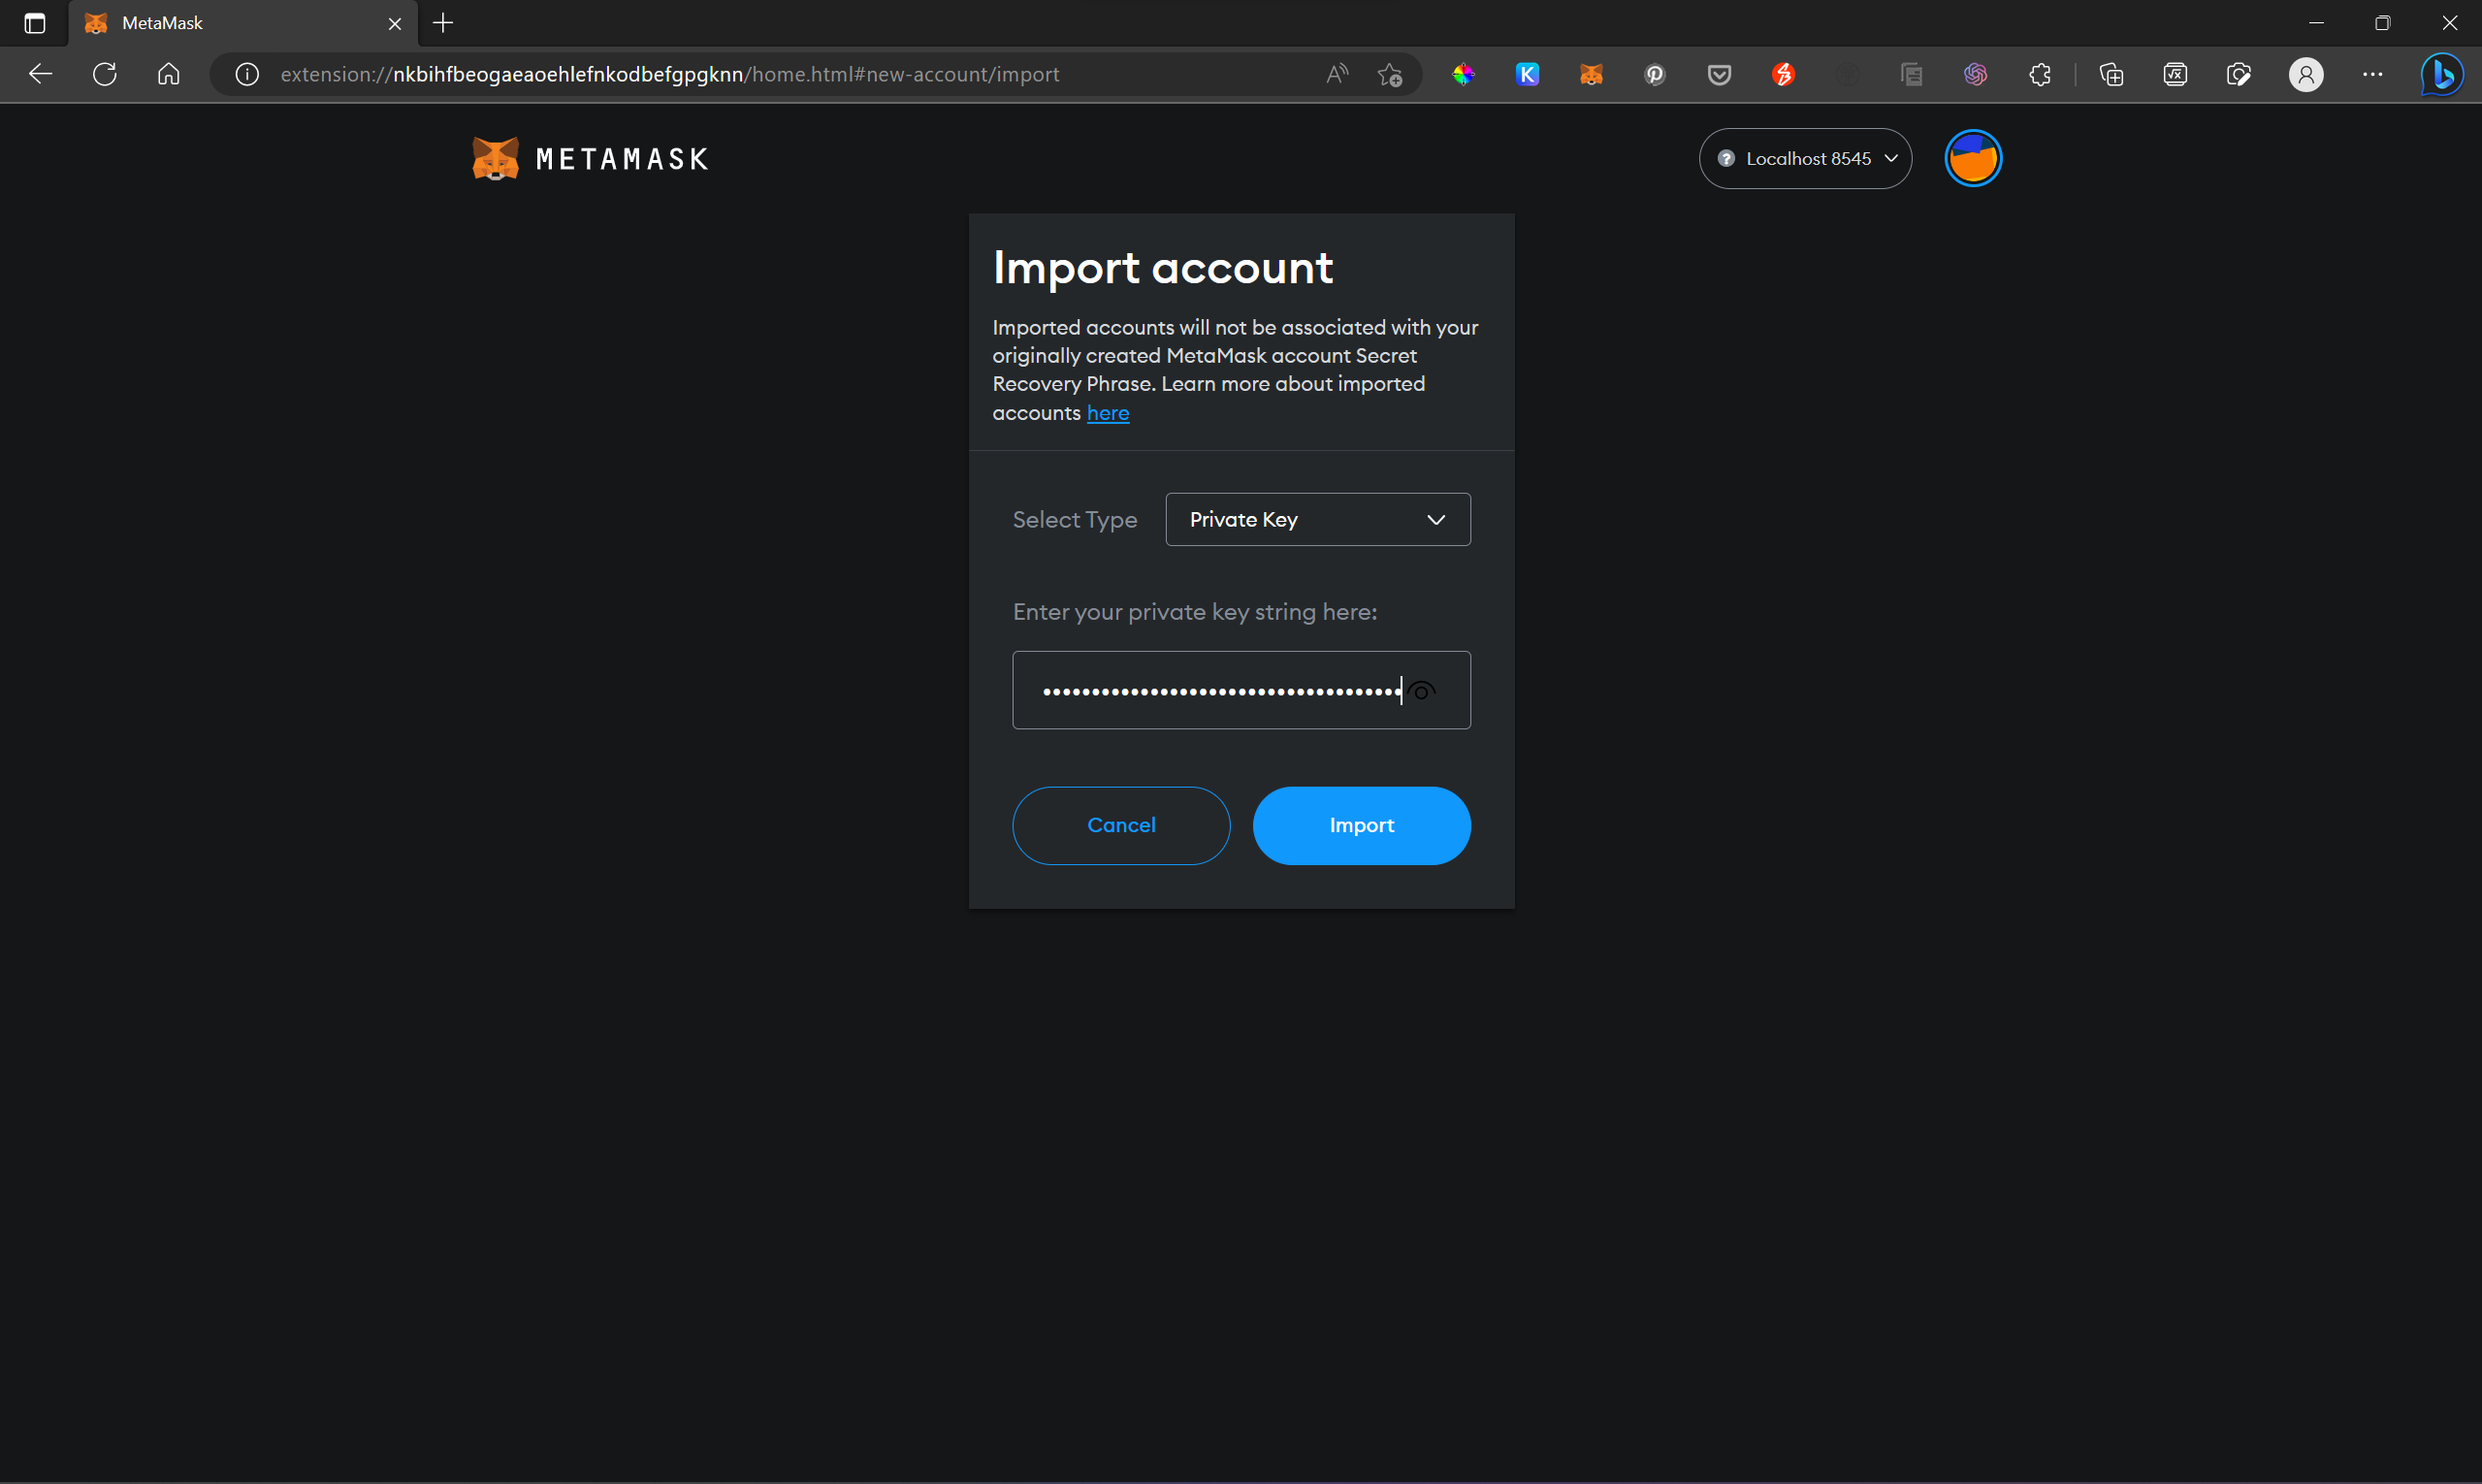 MetaMask
extension://nkbihfbeogaeaoehlefnkodbefgpgknn/home.html#new-account/import
METAMASK
Localhost 8545
Import account
Imported accounts will not be associated with your
originally created MetaMask account Secret
Recovery Phrase. Learn more about imported
accounts here
Select Type
Private Key
Enter your private key string here:
Cancel
Import